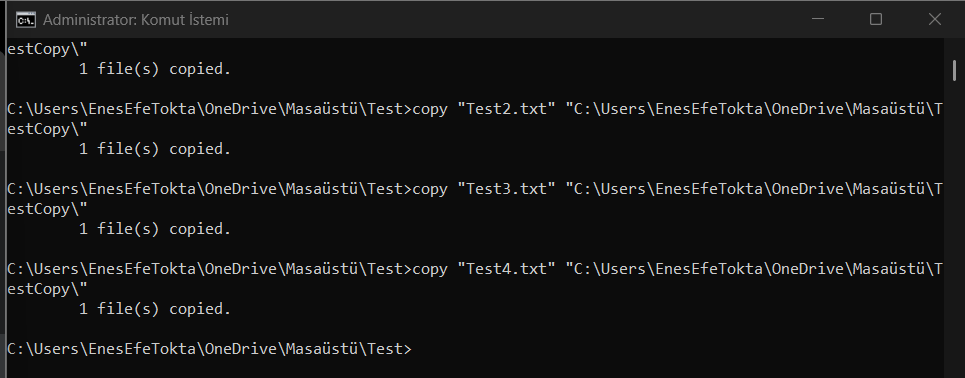 Administrator: Komut İstemi
estCopy\"
        1 file(s) copied.
C:\Users\EnesEfeTokta\OneDrive\Masaüstü\Test>copy "Test2.txt" "C:\Users\EnesEfeTokta\OneDrive\Masaüstü\T
estCopy\"
        1 file(s) copied.
C:\Users\EnesEfeTokta\OneDrive\Masaüstü\Test>copy "Test3.txt" "C:\Users\EnesEfeTokta\OneDrive\Masaüstü\T
estCopy\"
        1 file(s) copied.
C:\Users\EnesEfeTokta\OneDrive\Masaüstü\Test>copy "Test4.txt" "C:\Users\EnesEfeTokta\OneDrive\Masaüstü\T
estCopy\"
        1 file(s) copied.
C:\Users\EnesEfeTokta\OneDrive\Masaüstü\Test>